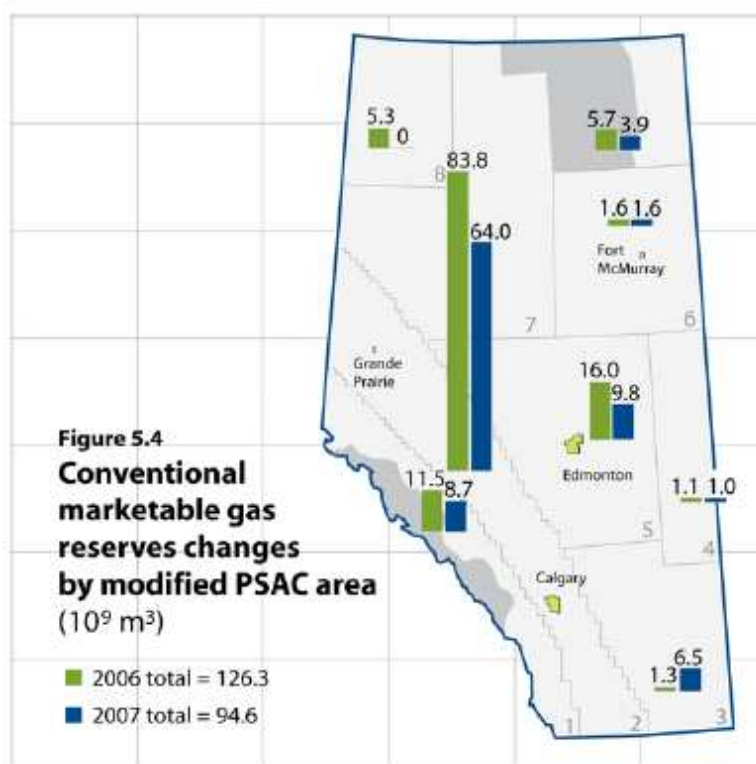 5.3
0
5.7
3.9
83.8
8
1.6 1.6
64.0
Fort
McMurray
7
6
Grande
Prairie
16.0
9.8
Figure 5.4
Conventional
marketable gas
reserves changes
by modified PSAC area
(10⁹ m³)
Edmonton
11.5
8.7
1.1 1.0
5
4
Calgary
6.5
1.3
2006 total = 126.3
2007 total = 94.6
1
2
3